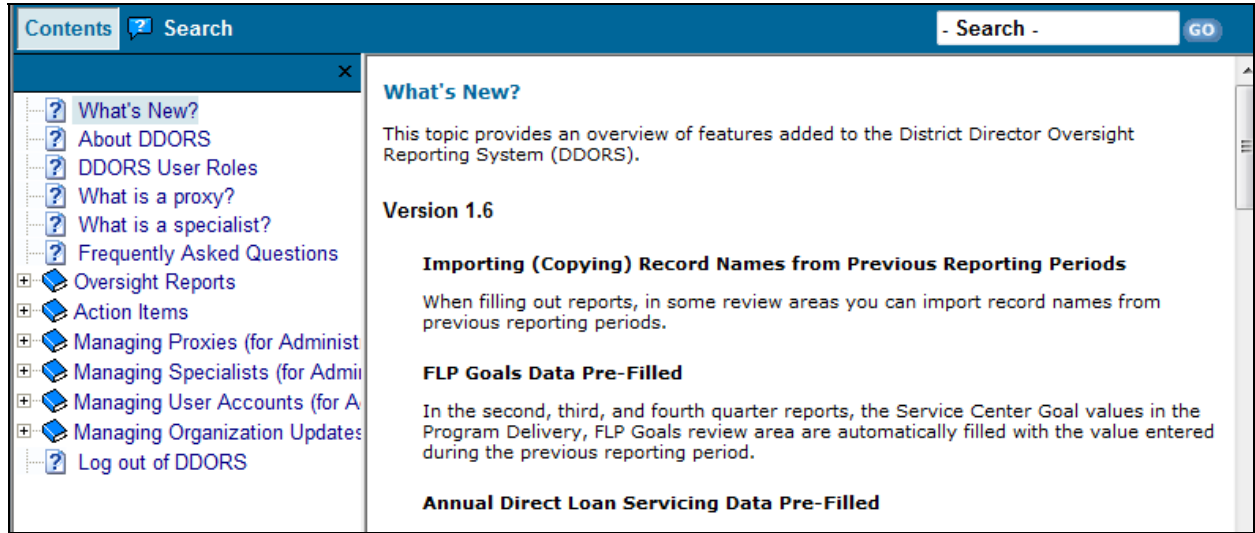 Contents Search - Search - GO
What's New?
About DDORS
DDORS User Roles
What is a proxy?
What is a specialist?
Frequently Asked Questions
Oversight Reports
Action Items
Managing Proxies (for Administ
Managing Specialists (for Admi
Managing User Accounts (for A
Managing Organization Updates
Log out of DDORS
What's New?
This topic provides an overview of features added to the District Director Oversight
Reporting System (DDORS).
Version 1.6
Importing (Copying) Record Names from Previous Reporting Periods
When filling out reports, in some review areas you can import record names from
previous reporting periods.
FLP Goals Data Pre-Filled
In the second, third, and fourth quarter reports, the Service Center Goal values in the
Program Delivery, FLP Goals review area are automatically filled with the value entered
during the previous reporting period.
Annual Direct Loan Servicing Data Pre-Filled